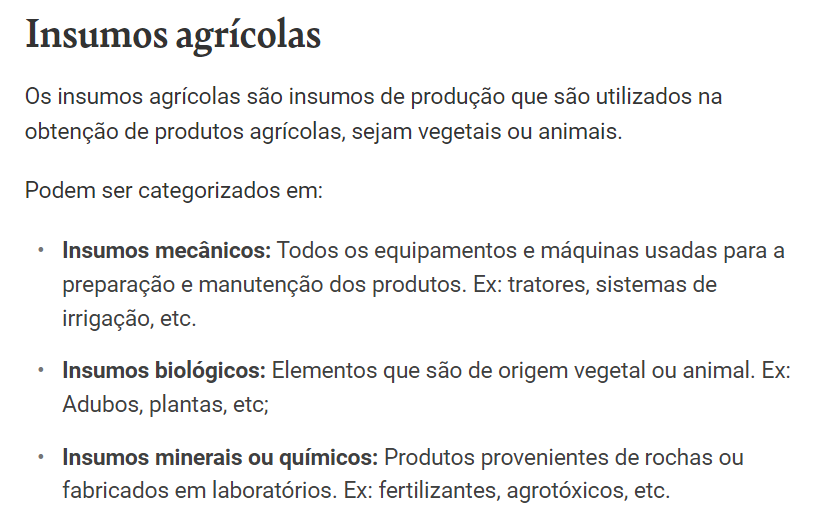 Insumos agrícolas
Os insumos agrícolas são insumos de produção que são utilizados na
obtenção de produtos agrícolas, sejam vegetais ou animais.
Podem ser categorizados em:
• Insumos mecânicos: Todos os equipamentos e máquinas usadas para a
preparação e manutenção dos produtos. Ex: tratores, sistemas de
irrigação, etc.
• Insumos biológicos: Elementos que são de origem vegetal ou animal. Ex:
Adubos, plantas, etc;
• Insumos minerais ou químicos: Produtos provenientes de rochas ou
fabricados em laboratórios. Ex: fertilizantes, agrotóxicos, etc.